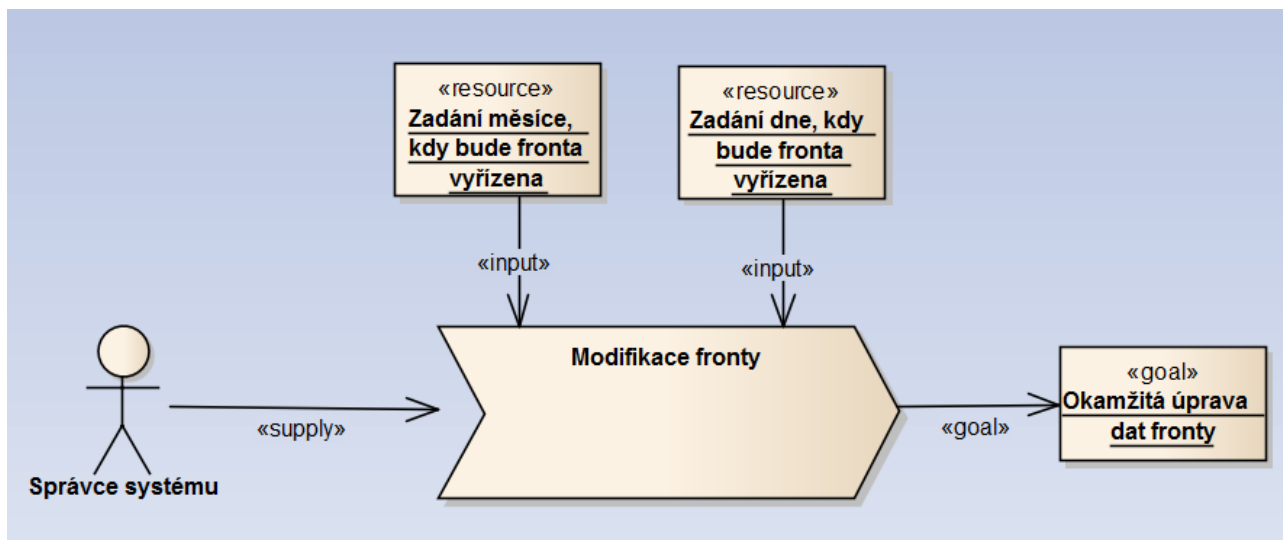 «resource»
Zadání měsíce,
kdy bude fronta
vyřízena
«resource»
Zadání dne, kdy
bude fronta
vyřízena
«input»
«input»
Modifikace fronty
«supply»
Správce systému
«goal»
«goal»
Okamžitá úprava
dat fronty